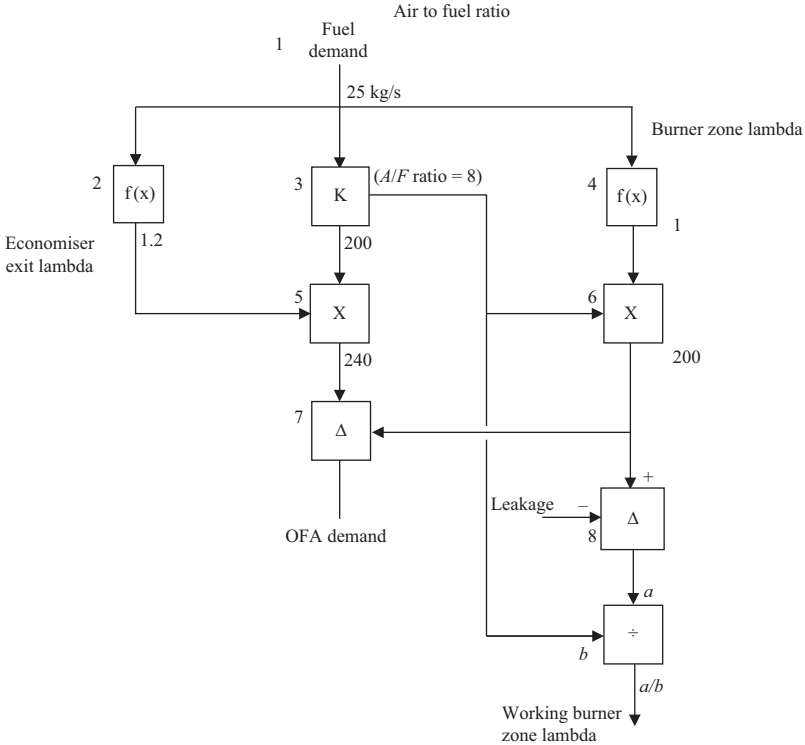 Air to fuel ratio
1
Fuel
demand
25 kg/s
Burner zone lambda
2
f(x)
3
K
(A/F ratio = 8)
4
f(x)
1.2
200
1
Economiser
exit lambda
5
X
6
X
240
200
7
Δ
+
Leakage
−
8
Δ
OFA demand
a
÷
b
a/b
Working burner
zone lambda